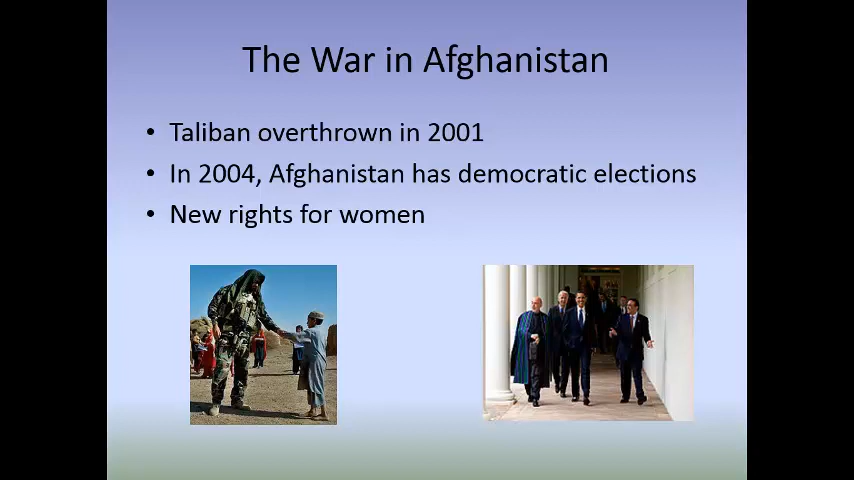 The War in Afghanistan
• Taliban overthrown in 2001
• In 2004, Afghanistan has democratic elections
• New rights for women